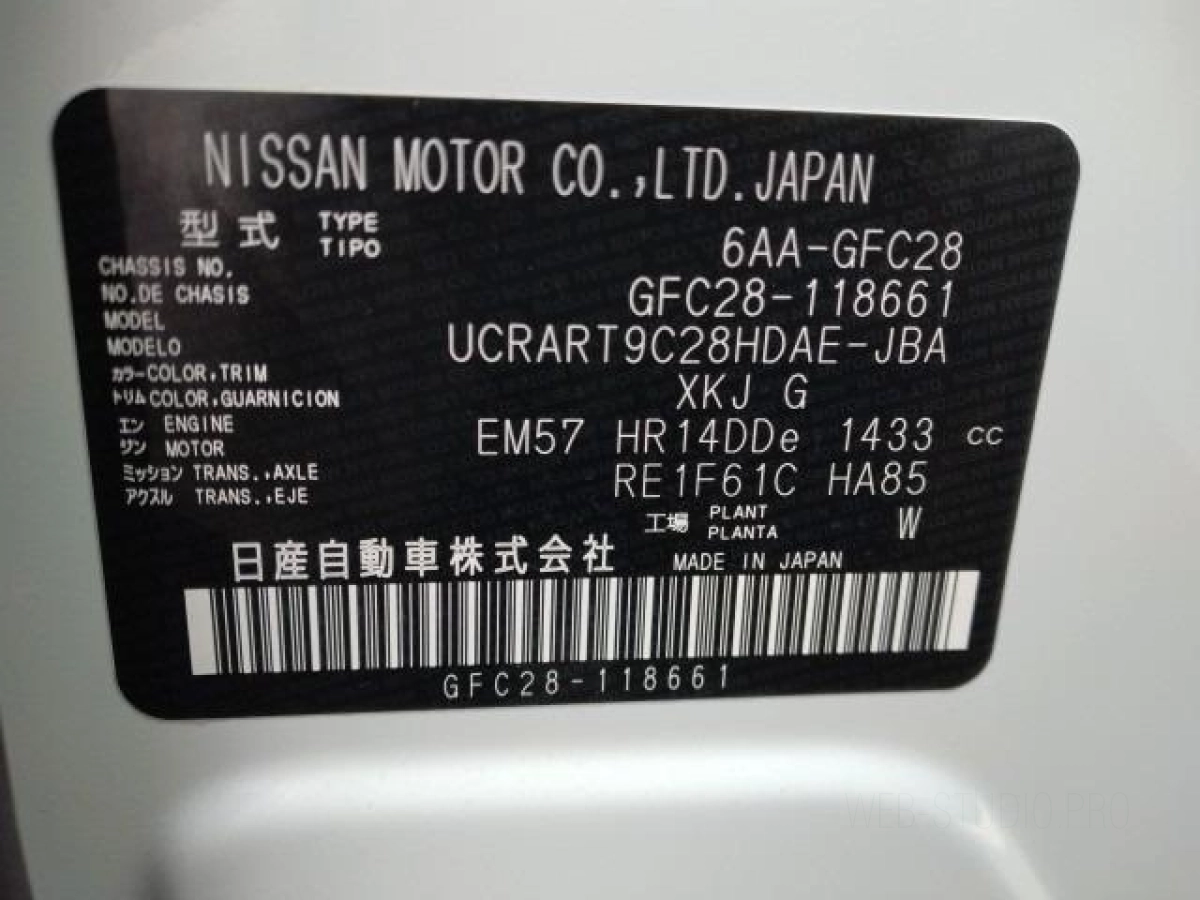 NISSAN MOTOR CO.,LTD.JAPAN
型式 TYPE TIPO 6AA-GFC28
CHASSIS NO.
NO.DE CHASIS GFC28-118661
MODEL
MODELO UCRART9C28HDAE-JBA
カラー COLOR,TRIM
トリム COLOR,GUARNICION XKJ G
エン ENGINE
ジン MOTOR EM57 HR14DDe 1433 cc
ミッション TRANS.,AXLE
アクスル TRANS.,EJE RE1F61C HA85
工場 PLANT PLANTA W
日産自動車株式会社 MADE IN JAPAN
GFC28-118661
WEB-STUDIO.PRO